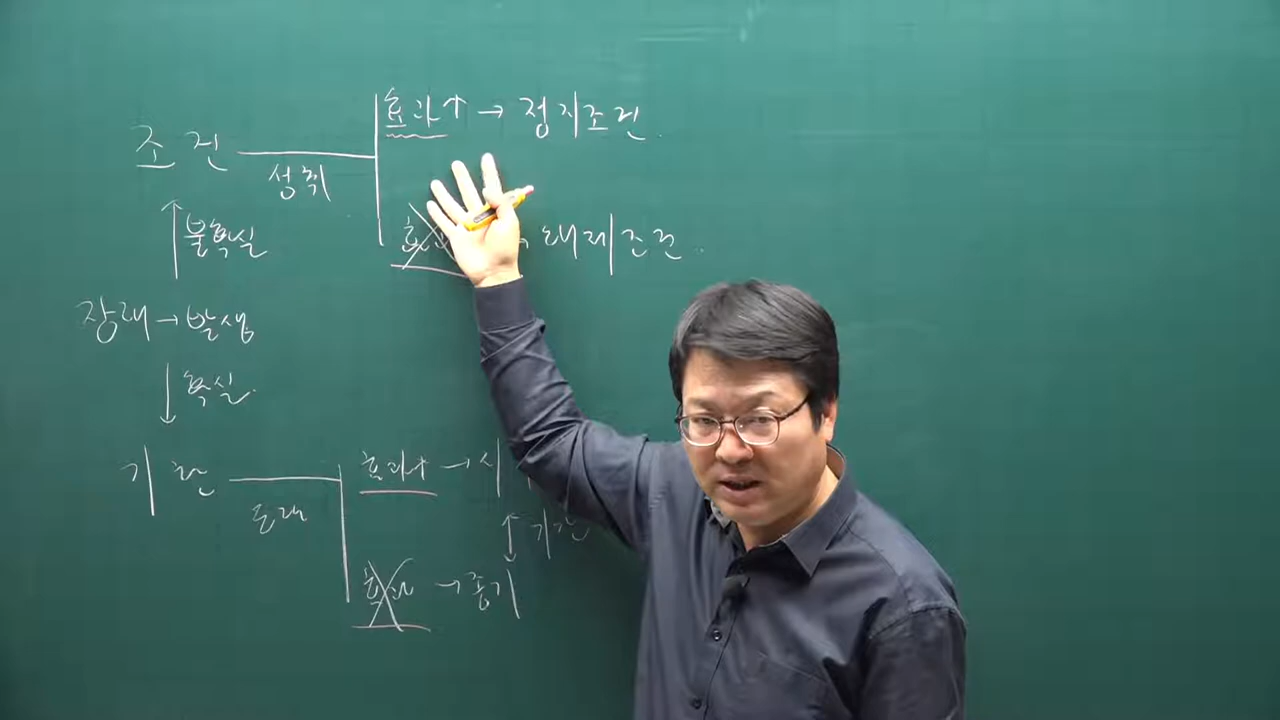 조건 성취 효과↑ → 정지조건.
효과 → 해제조건.
↑ 불확실
장래 → 발생
↓ 확실.
기한 도래 효과↑ → 시
↕ 기간
효과 → 종기